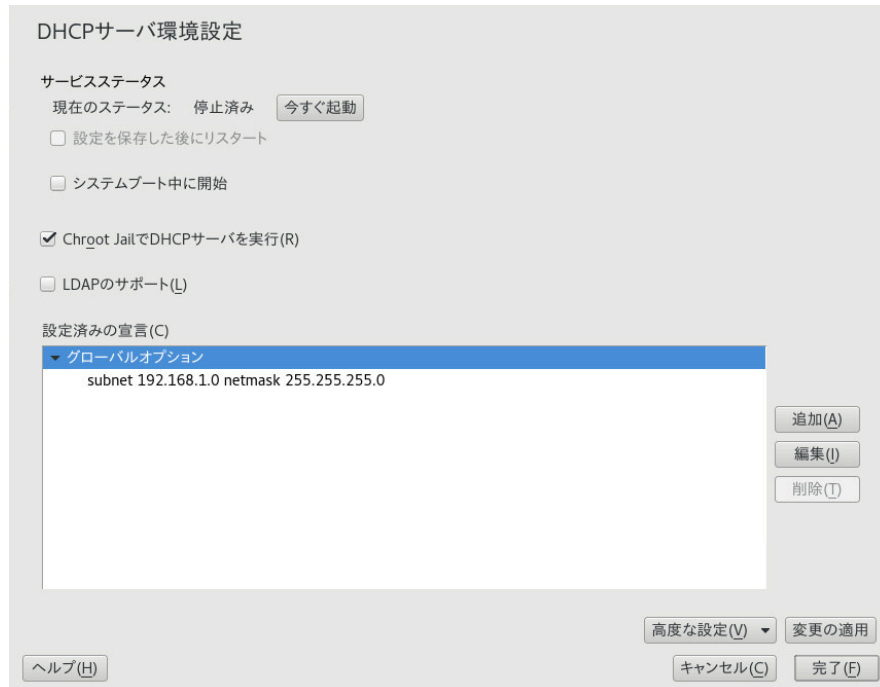 DHCPサーバ環境設定
サービスステータス
現在のステータス: 停止済み 今すぐ起動
設定を保存した後にリスタート
システムブート中に開始
Chroot JailでDHCPサーバを実行(R)
LDAPのサポート(L)
設定済みの宣言(C)
グローバルオプション
subnet 192.168.1.0 netmask 255.255.255.0
追加(A)
編集(I)
削除(T)
高度な設定(V) 変更の適用
ヘルプ(H) キャンセル(C) 完了(F)